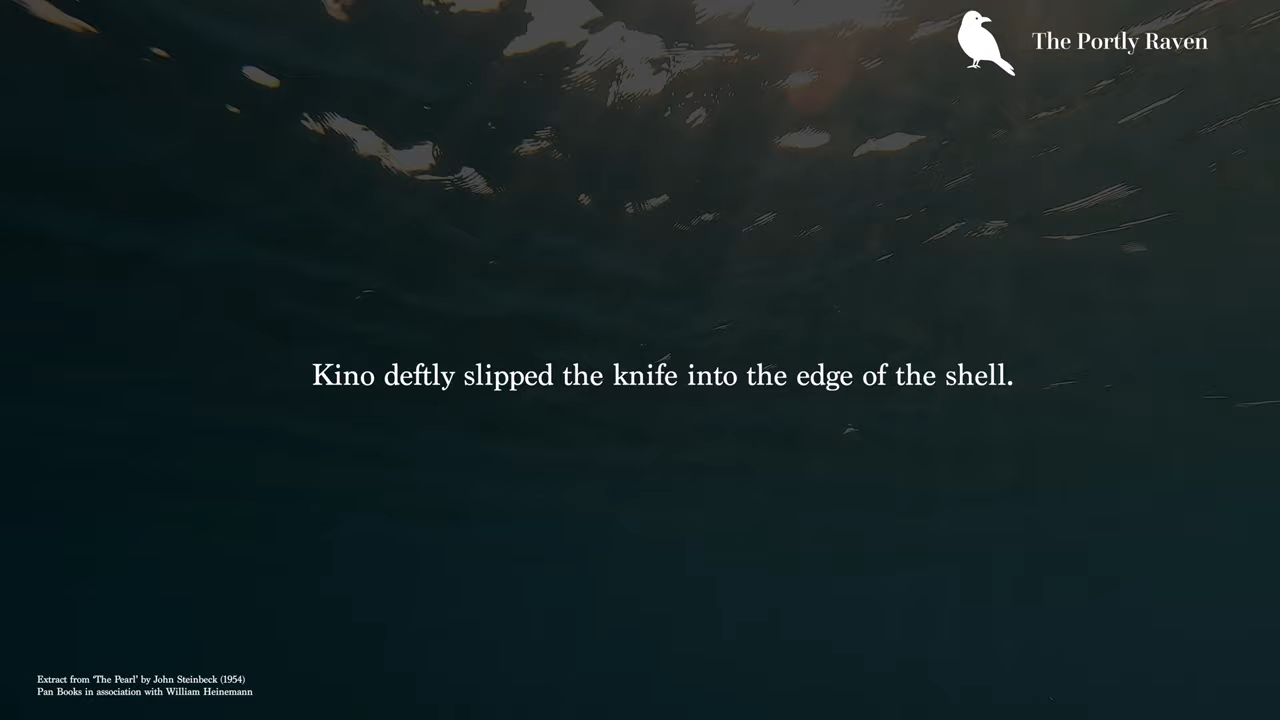 The Portly Raven
Kino deftly slipped the knife into the edge of the shell.
Extract from ‘The Pearl’ by John Steinbeck (1954)
Pan Books in association with William Heinemann